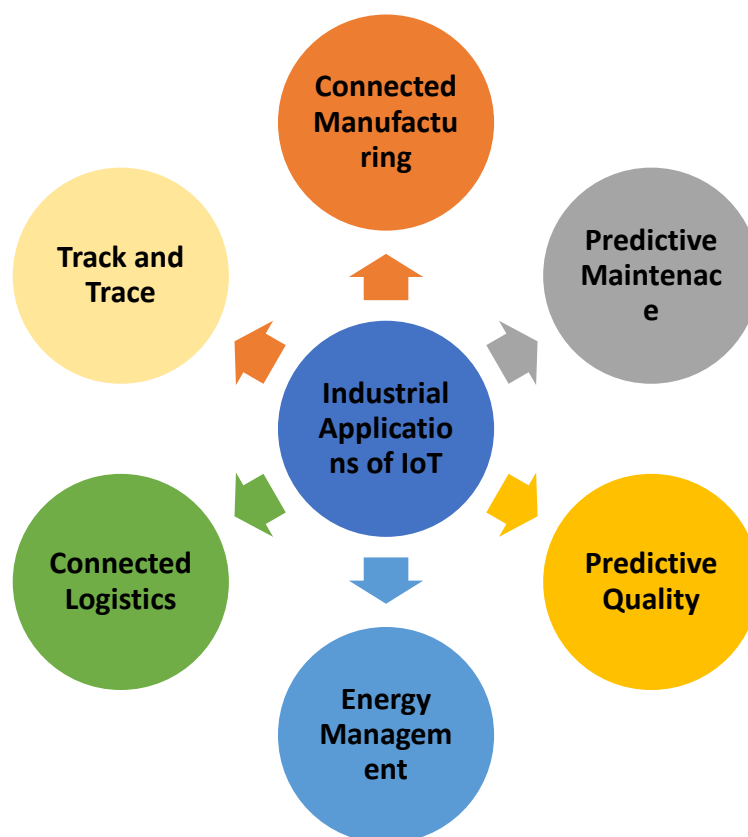 Connected
Manufactu
ring
Track and
Trace
Predictive
Maintenac
e
Industrial
Applicatio
ns of IoT
Connected
Logistics
Predictive
Quality
Energy
Managem
ent